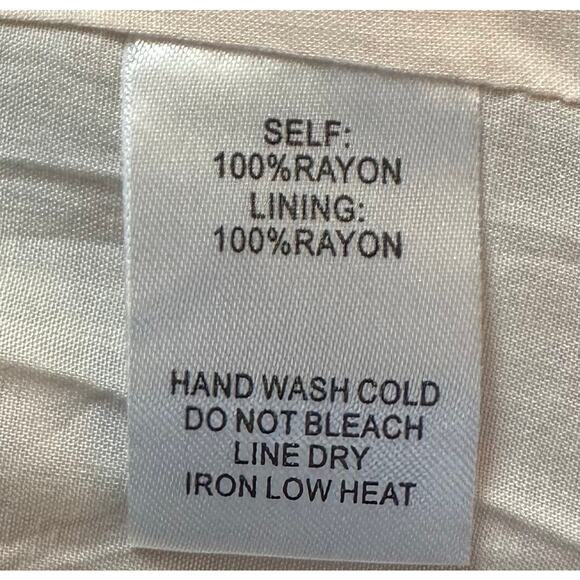 SELF:
100%RAYON
LINING:
100%RAYON
HAND WASH COLD
DO NOT BLEACH
LINE DRY
IRON LOW HEAT